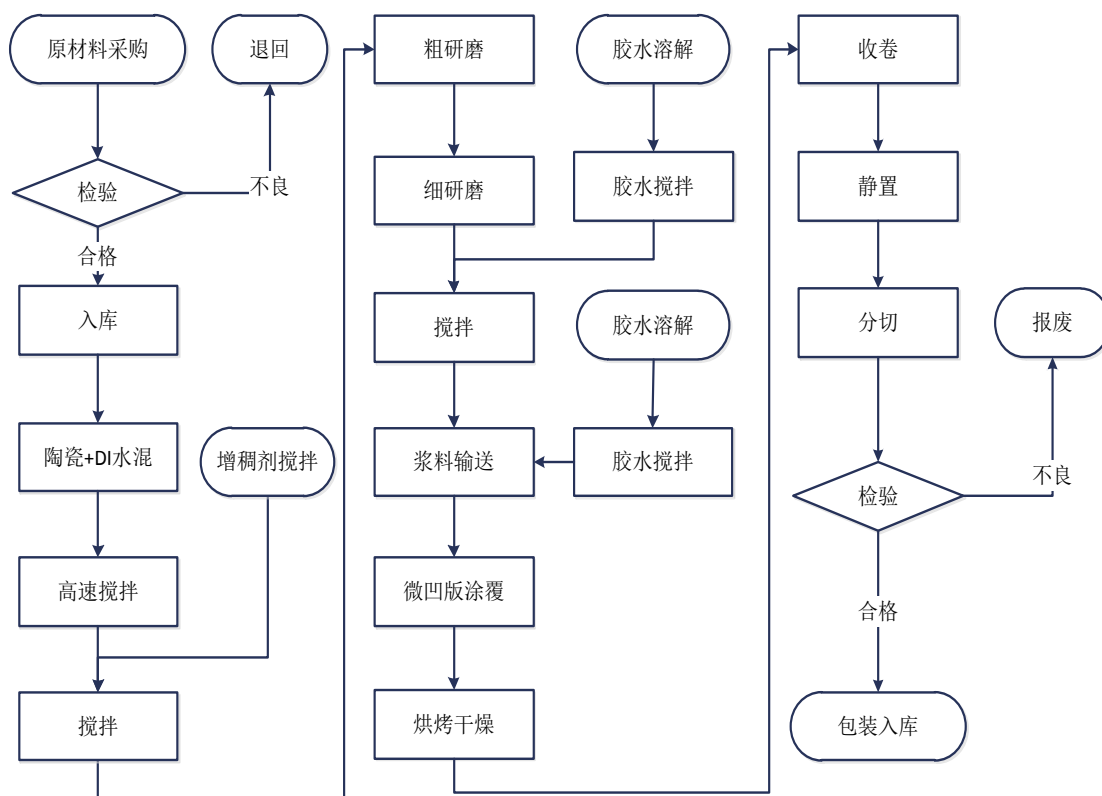 原材料采购
退回
检验
不良
合格
入库
陶瓷+DI水混
增稠剂搅拌
高速搅拌
搅拌
粗研磨
胶水溶解
细研磨
胶水搅拌
搅拌
胶水溶解
浆料输送
胶水搅拌
微凹版涂覆
烘烤干燥
收卷
静置
分切
报废
检验
不良
合格
包装入库